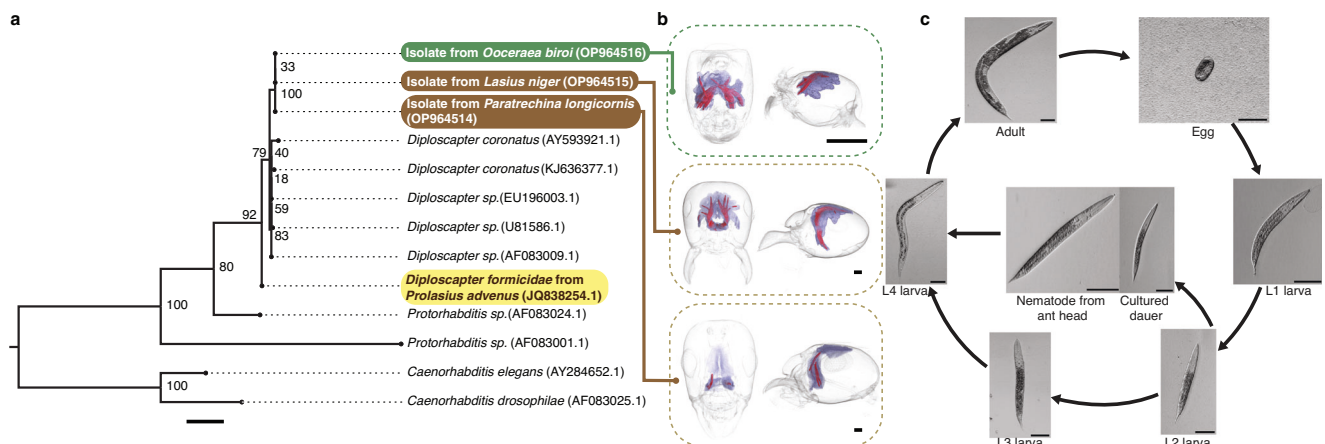 a
b
c
33
100
79
40
18
92
59
83
80
100
100
Isolate from Ooceraea biroi (OP964516)
Isolate from Lasius niger (OP964515)
Isolate from Paratrechina longicornis
(OP964514)
Diploscapter coronatus (AY593921.1)
Diploscapter coronatus (KJ636377.1)
Diploscapter sp. (EU196003.1)
Diploscapter sp. (U81586.1)
Diploscapter sp. (AF083009.1)
Diploscapter formicidae from
Prolasius advenus (JQ838254.1)
Protorhabditis sp. (AF083024.1)
Protorhabditis sp. (AF083001.1)
Caenorhabditis elegans (AY284652.1)
Caenorhabditis drosophilae (AF083025.1)
Adult
Egg
L4 larva
Nematode from
ant head
Cultured
dauer
L1 larva
L3 larva
L2 larva